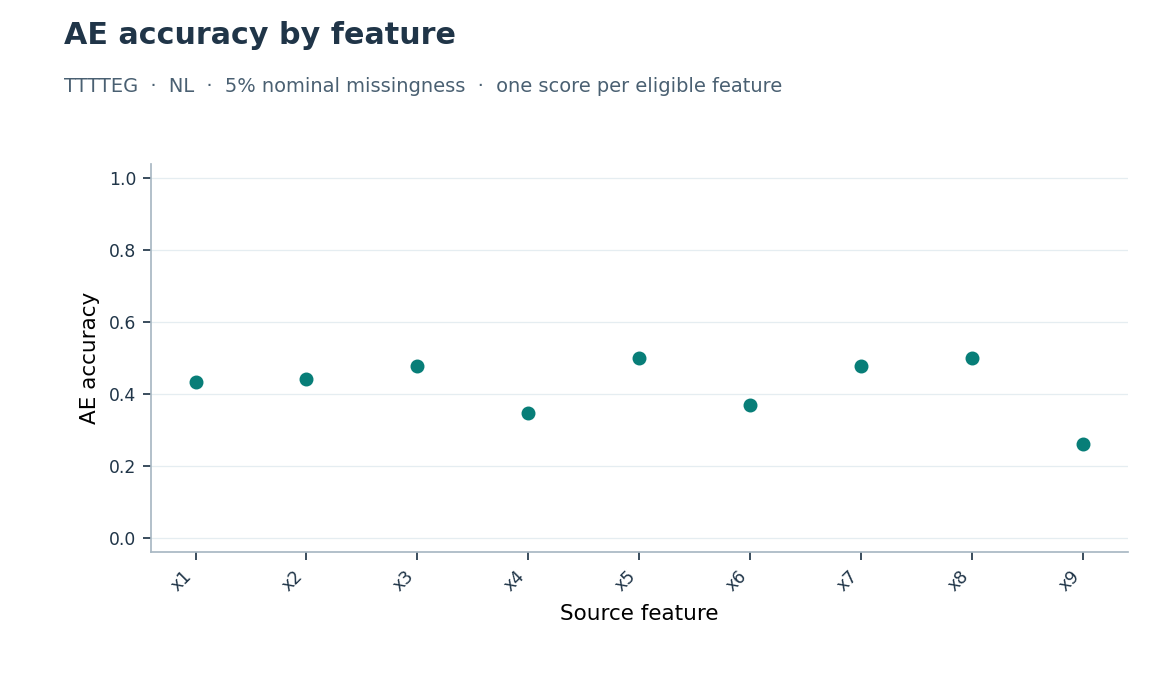 AE accuracy by feature
TTTTEG · NL · 5% nominal missingness · one score per eligible feature
1.0
0.8
0.6
0.4
0.2
0.0
AE accuracy
x1 x2 x3 x4 x5 x6 x7 x8 x9
Source feature